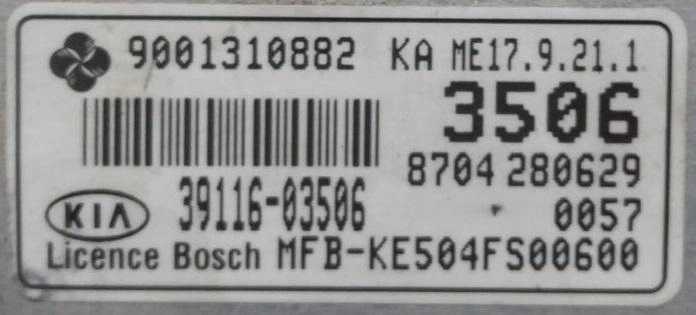 9001310882 KA ME17.9.21.1
3506
8704 280629
KIA 39116-03506 0057
Licence Bosch MFB-KE504FS00600